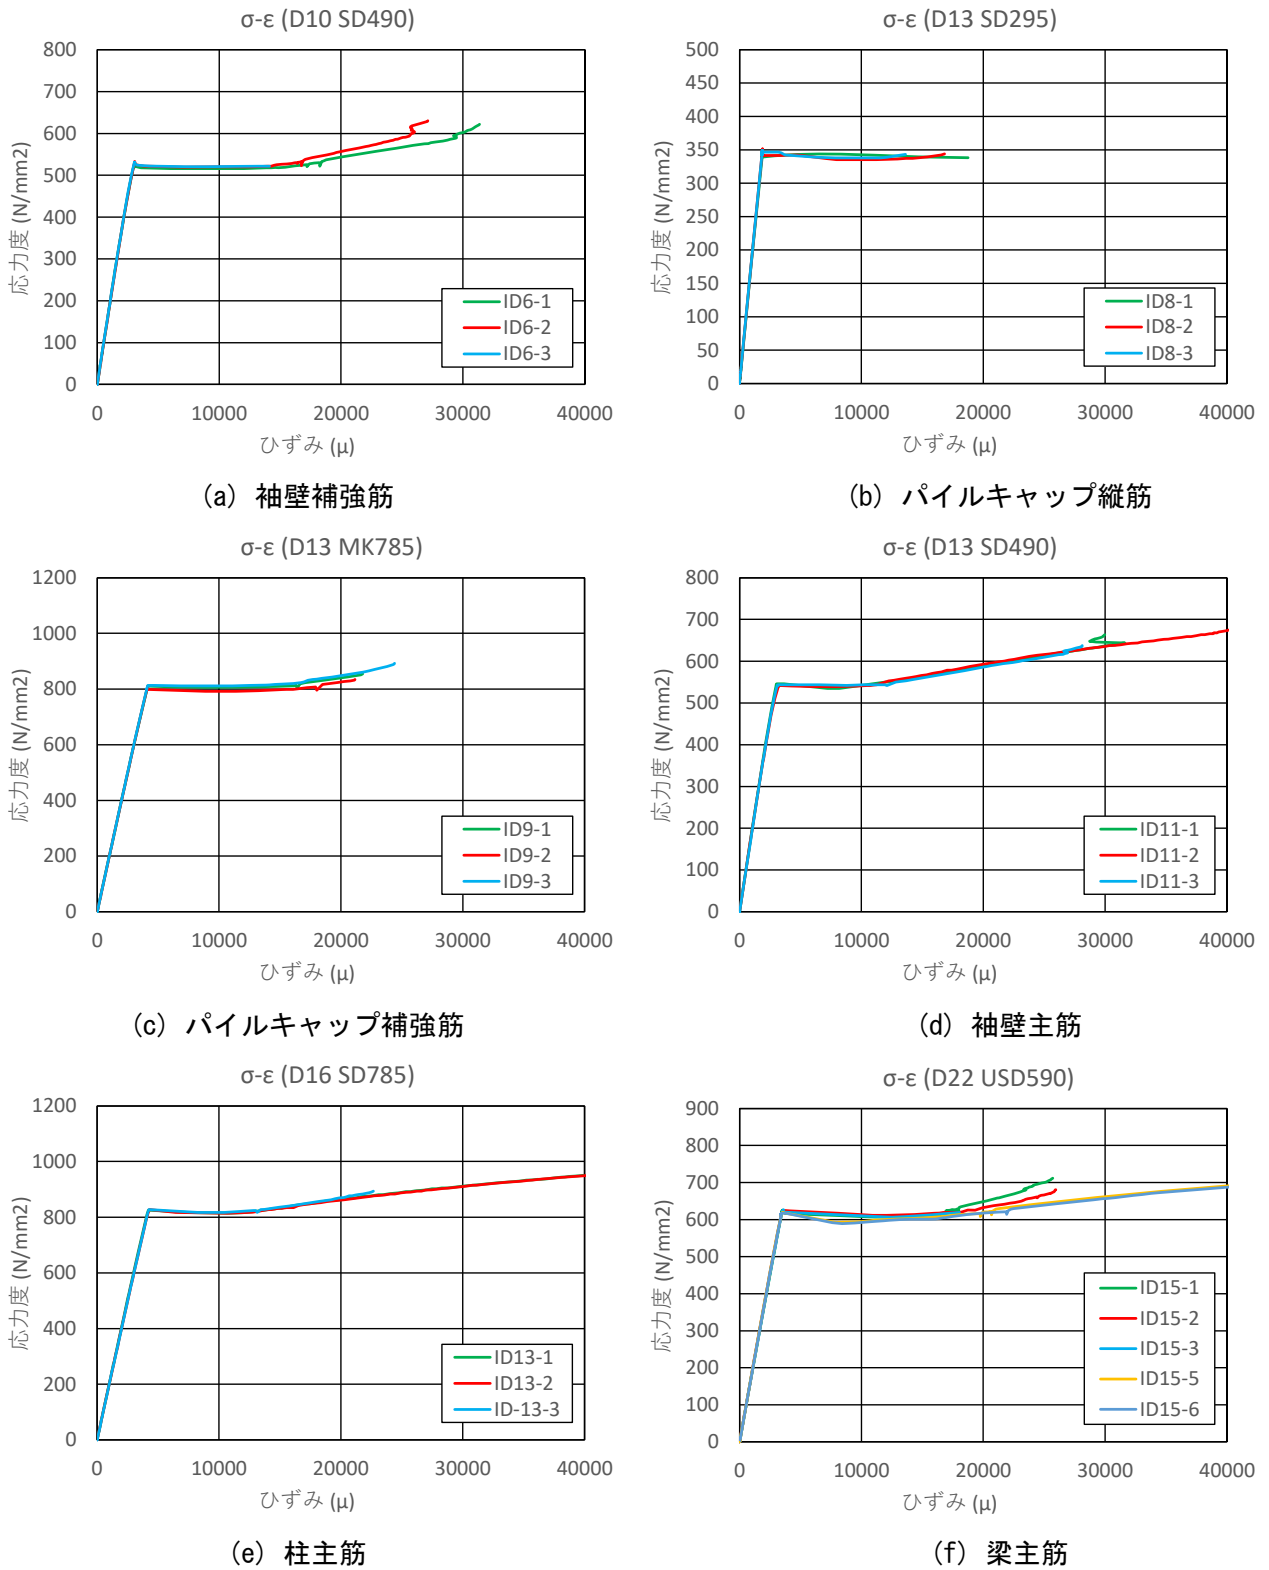 σ-ε (D10 SD490)
800
700
600
500
400
300
200
100
0
応力度 (N/mm2)
ID6-1
ID6-2
ID6-3
0 10000 20000 30000 40000
ひずみ (μ)
(a) 袖壁補強筋
σ-ε (D13 SD295)
500
450
400
350
300
250
200
150
100
50
0
応力度 (N/mm2)
ID8-1
ID8-2
ID8-3
0 10000 20000 30000 40000
ひずみ (μ)
(b) パイルキャップ縦筋
σ-ε (D13 MK785)
1200
1000
800
600
400
200
0
応力度 (N/mm2)
ID9-1
ID9-2
ID9-3
0 10000 20000 30000 40000
ひずみ (μ)
(c) パイルキャップ補強筋
σ-ε (D13 SD490)
800
700
600
500
400
300
200
100
0
応力度 (N/mm2)
ID11-1
ID11-2
ID11-3
0 10000 20000 30000 40000
ひずみ (μ)
(d) 袖壁主筋
σ-ε (D16 SD785)
1200
1000
800
600
400
200
0
応力度 (N/mm2)
ID13-1
ID13-2
ID-13-3
0 10000 20000 30000 40000
ひずみ (μ)
(e) 柱主筋
σ-ε (D22 USD590)
900
800
700
600
500
400
300
200
100
0
応力度 (N/mm2)
ID15-1
ID15-2
ID15-3
ID15-5
ID15-6
0 10000 20000 30000 40000
ひずみ (μ)
(f) 梁主筋